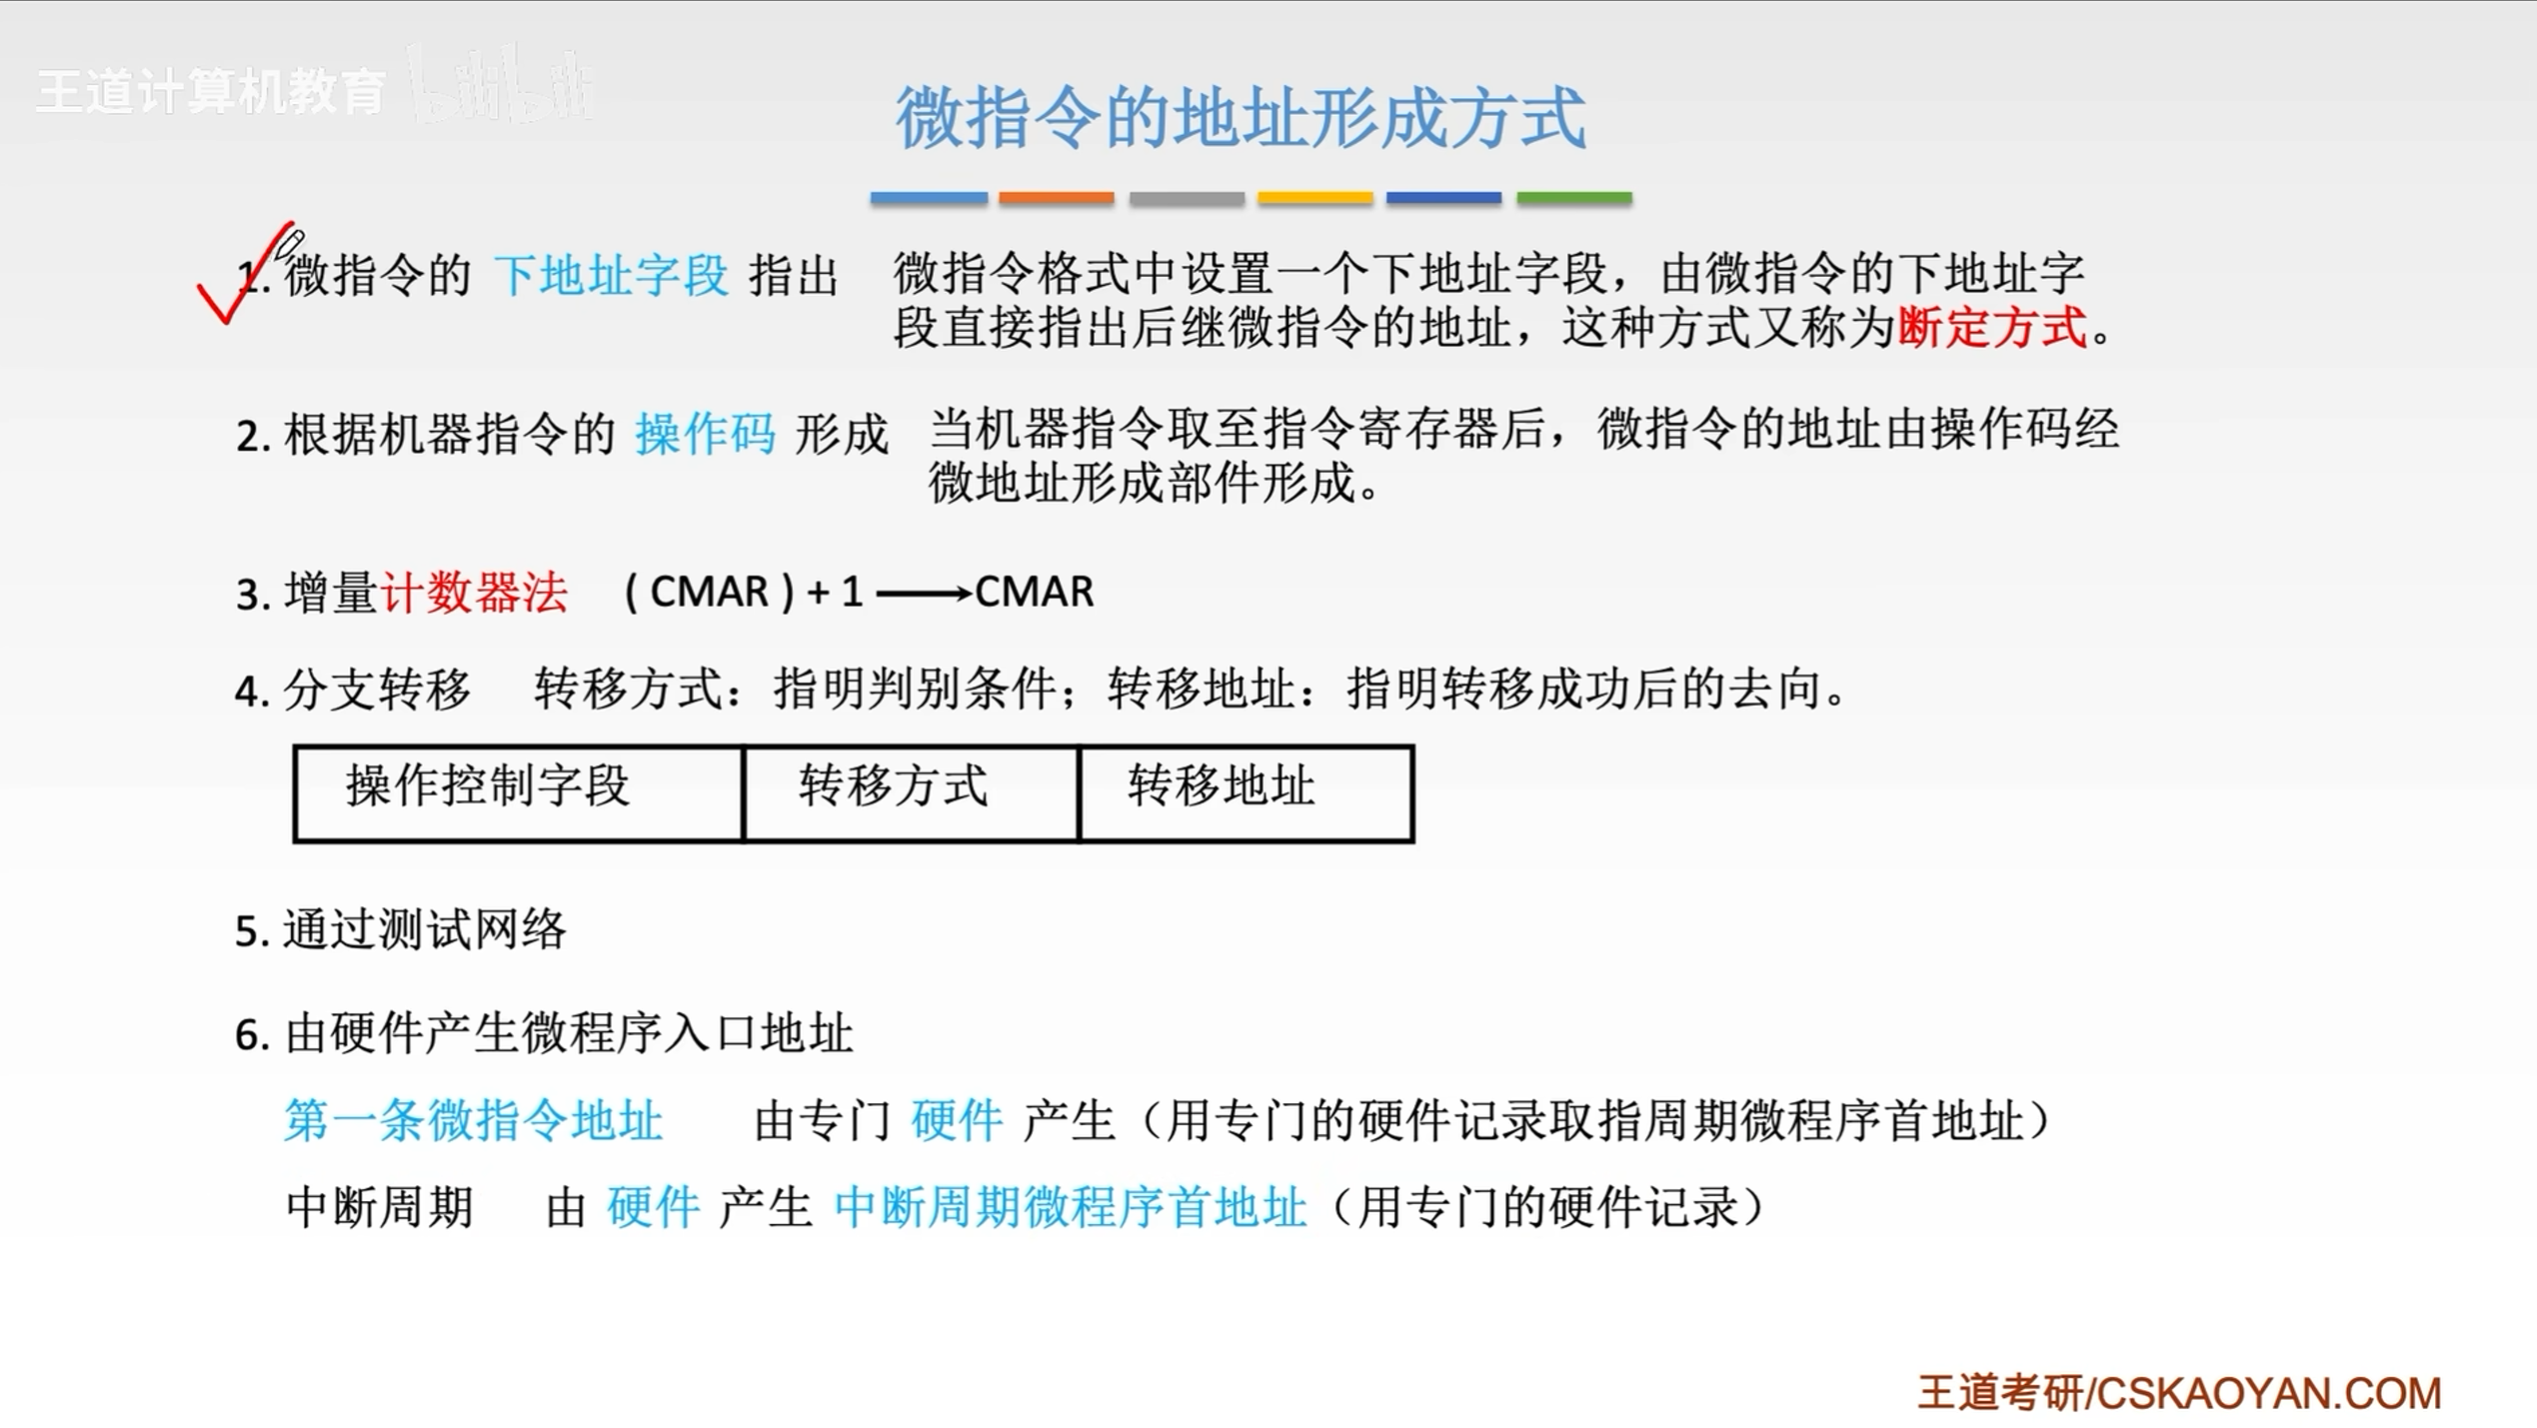 王道计算机教育 bilibili
微指令的地址形成方式
1. 微指令的 下地址字段 指出 微指令格式中设置一个下地址字段，由微指令的下地址字
段直接指出后继微指令的地址，这种方式又称为断定方式。
2. 根据机器指令的 操作码 形成 当机器指令取至指令寄存器后，微指令的地址由操作码经
微地址形成部件形成。
3. 增量计数器法 ( CMAR ) + 1 ⟶ CMAR
4. 分支转移 转移方式：指明判别条件；转移地址：指明转移成功后的去向。
操作控制字段 转移方式 转移地址
5. 通过测试网络
6. 由硬件产生微程序入口地址
第一条微指令地址 由专门 硬件 产生（用专门的硬件记录取指周期微程序首地址）
中断周期 由 硬件 产生 中断周期微程序首地址（用专门的硬件记录）
王道考研/CSKAOYAN.COM